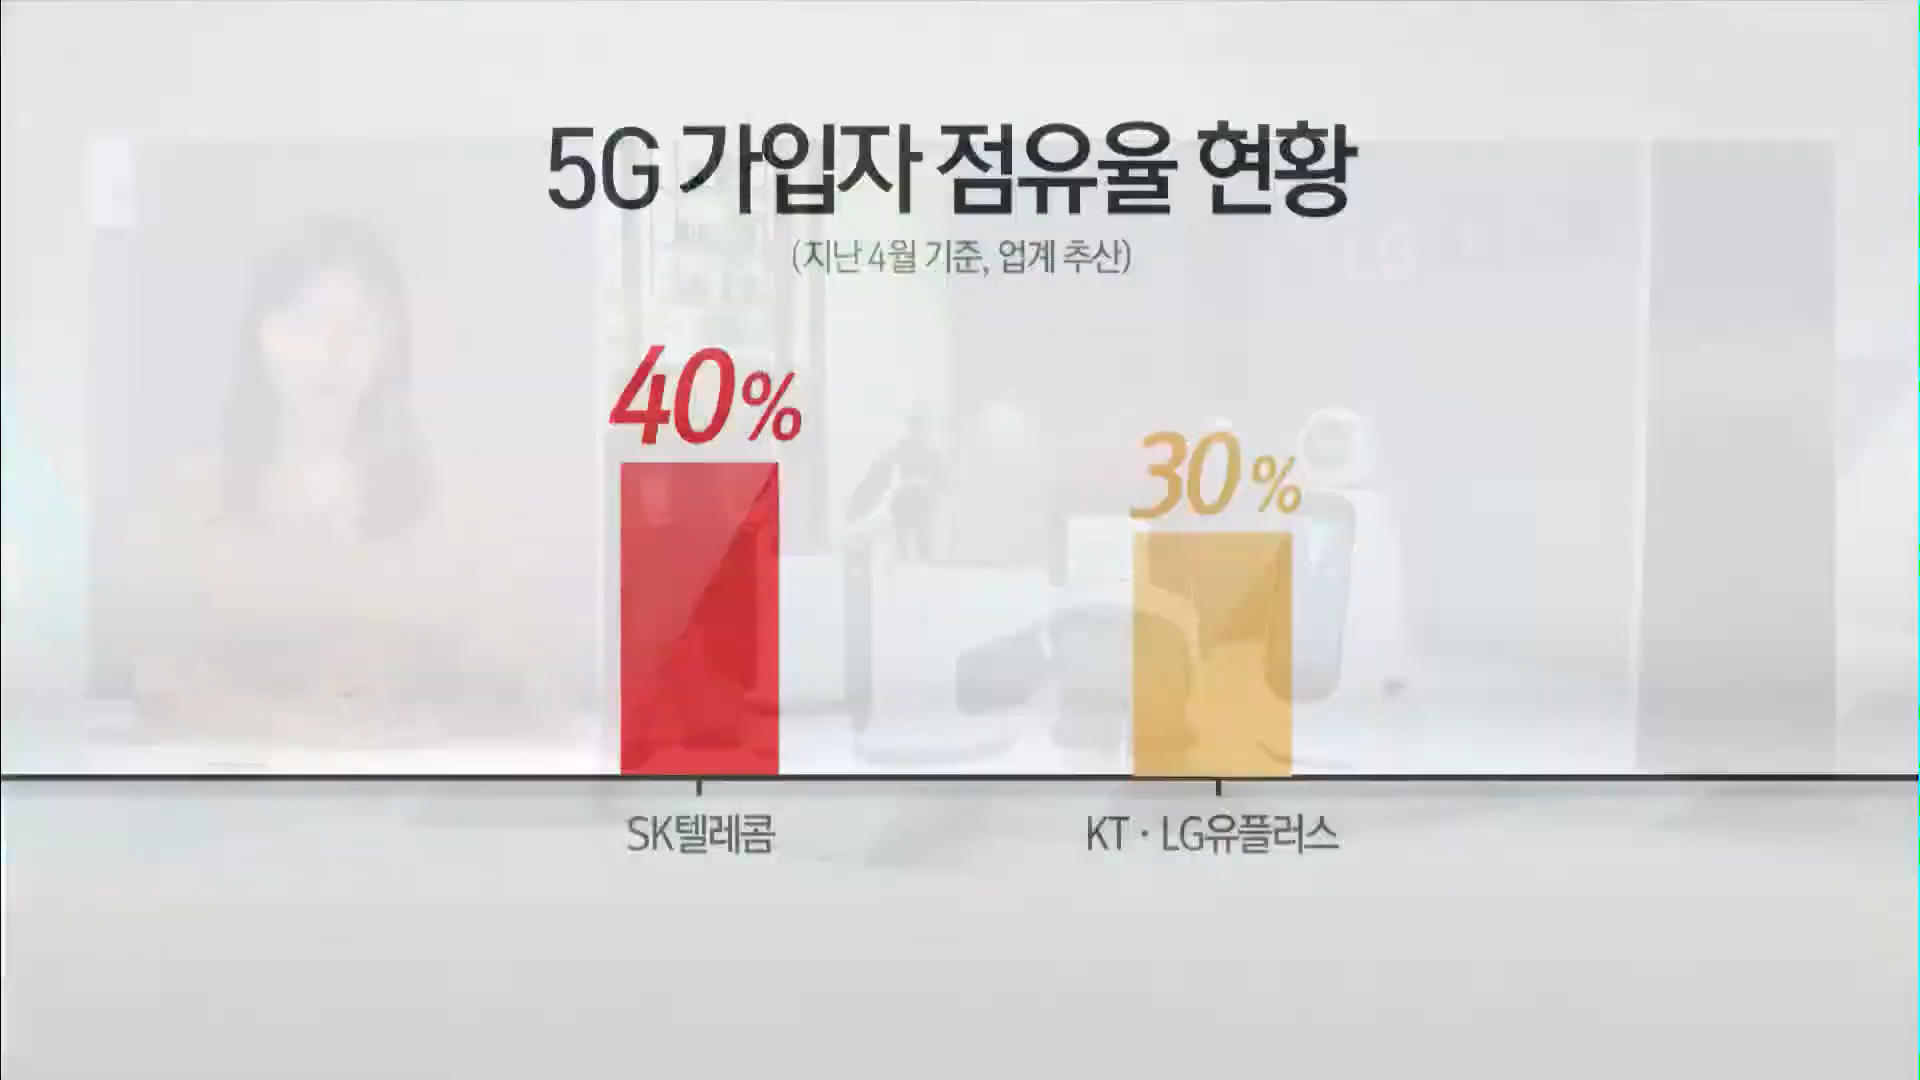 5G 가입자 점유율 현황
(지난 4월 기준, 업계 추산)
40%
30%
SK텔레콤
KT · LG유플러스
LG